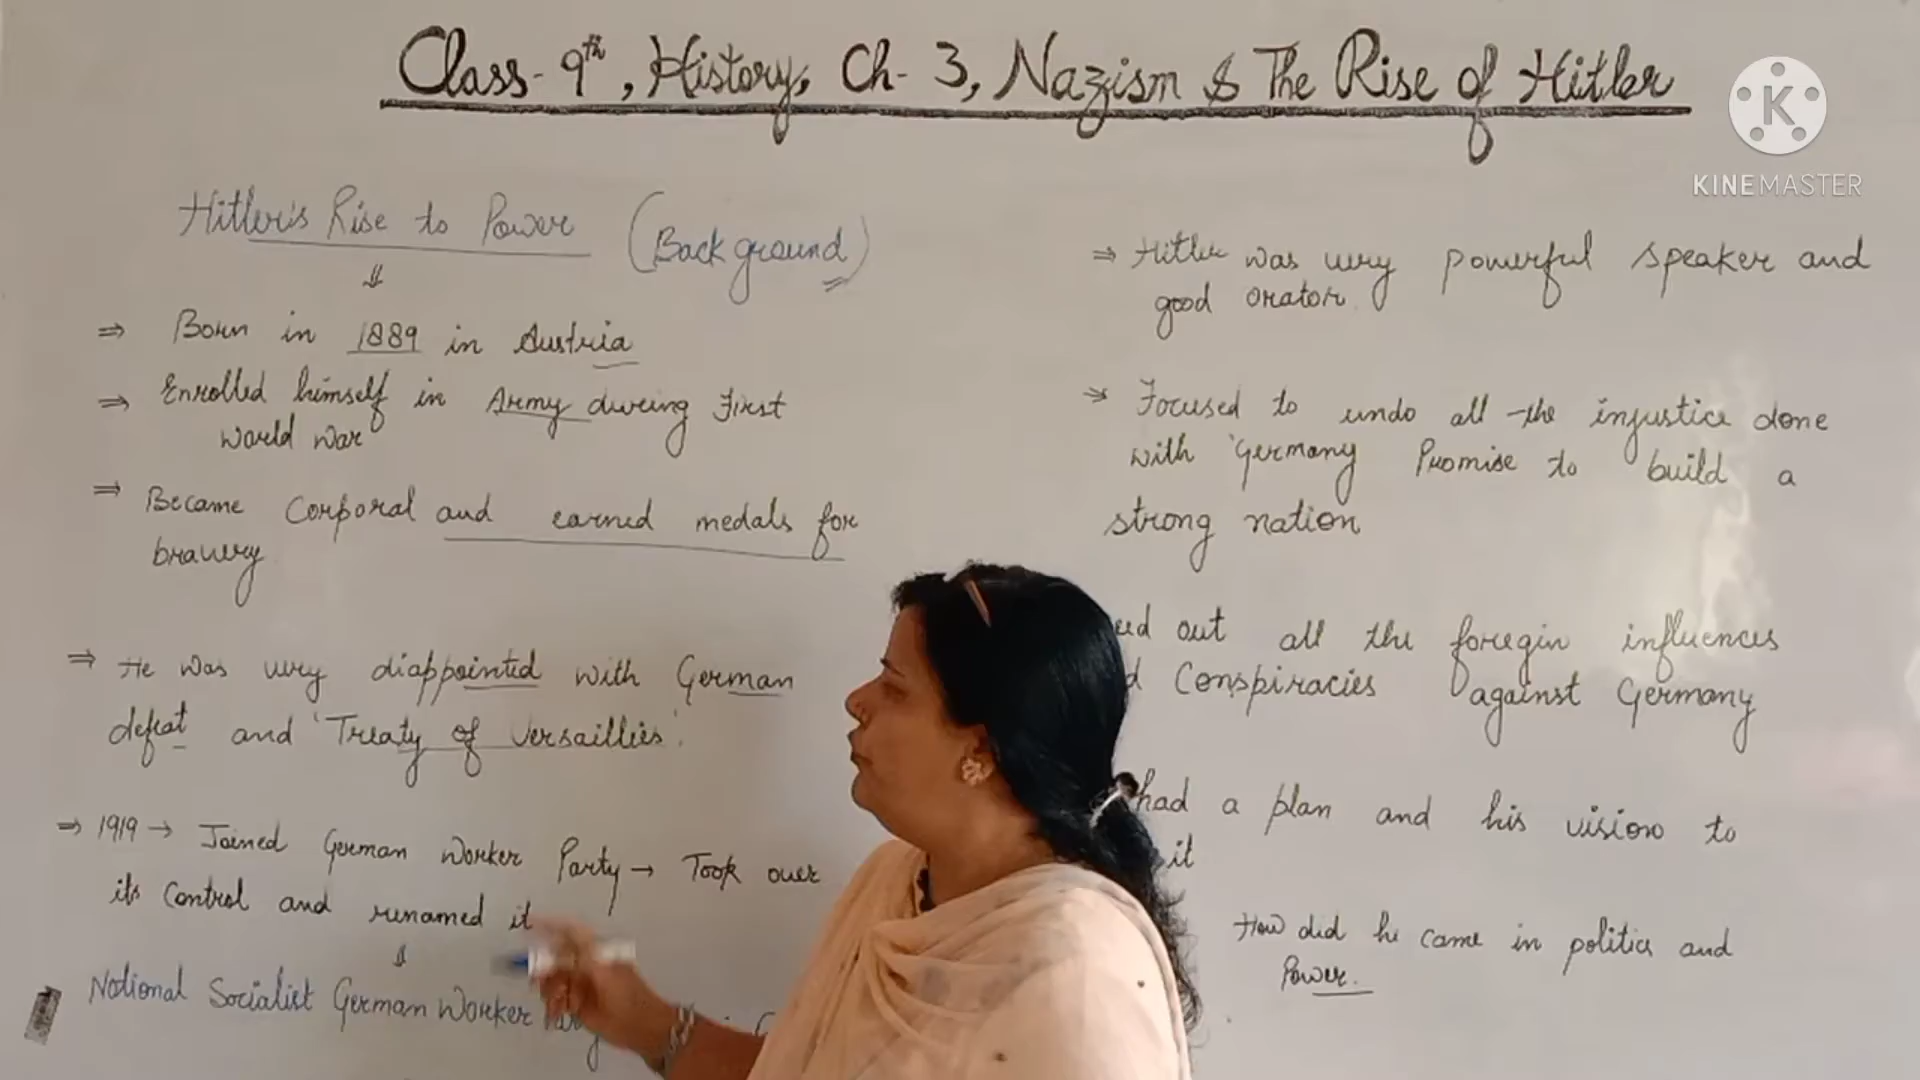 Class- 9th, History, Ch- 3, Nazism & The Rise of Hitler
KINEMASTER
Hitler's Rise to Power (Background)
⇒ Born in 1889 in Austria
⇒ Enrolled himself in Army during First
World War
⇒ Became Corporal and earned medals for
bravery
⇒ He was very diappointed with German
defeat and 'Treaty of Versaillies'.
⇒ 1919 → Joined German Worker Party → Took over
its Control and renamed it
National Socialist German Worker
⇒ Hitler was very powerful speaker and
good orator.
⇒ Focused to undo all the injustice done
with Germany Promise to build a
strong nation
out all the foregin influences
Conspiracies against Germany
had a plan and his vision to
it
How did he came in politics and
Power.